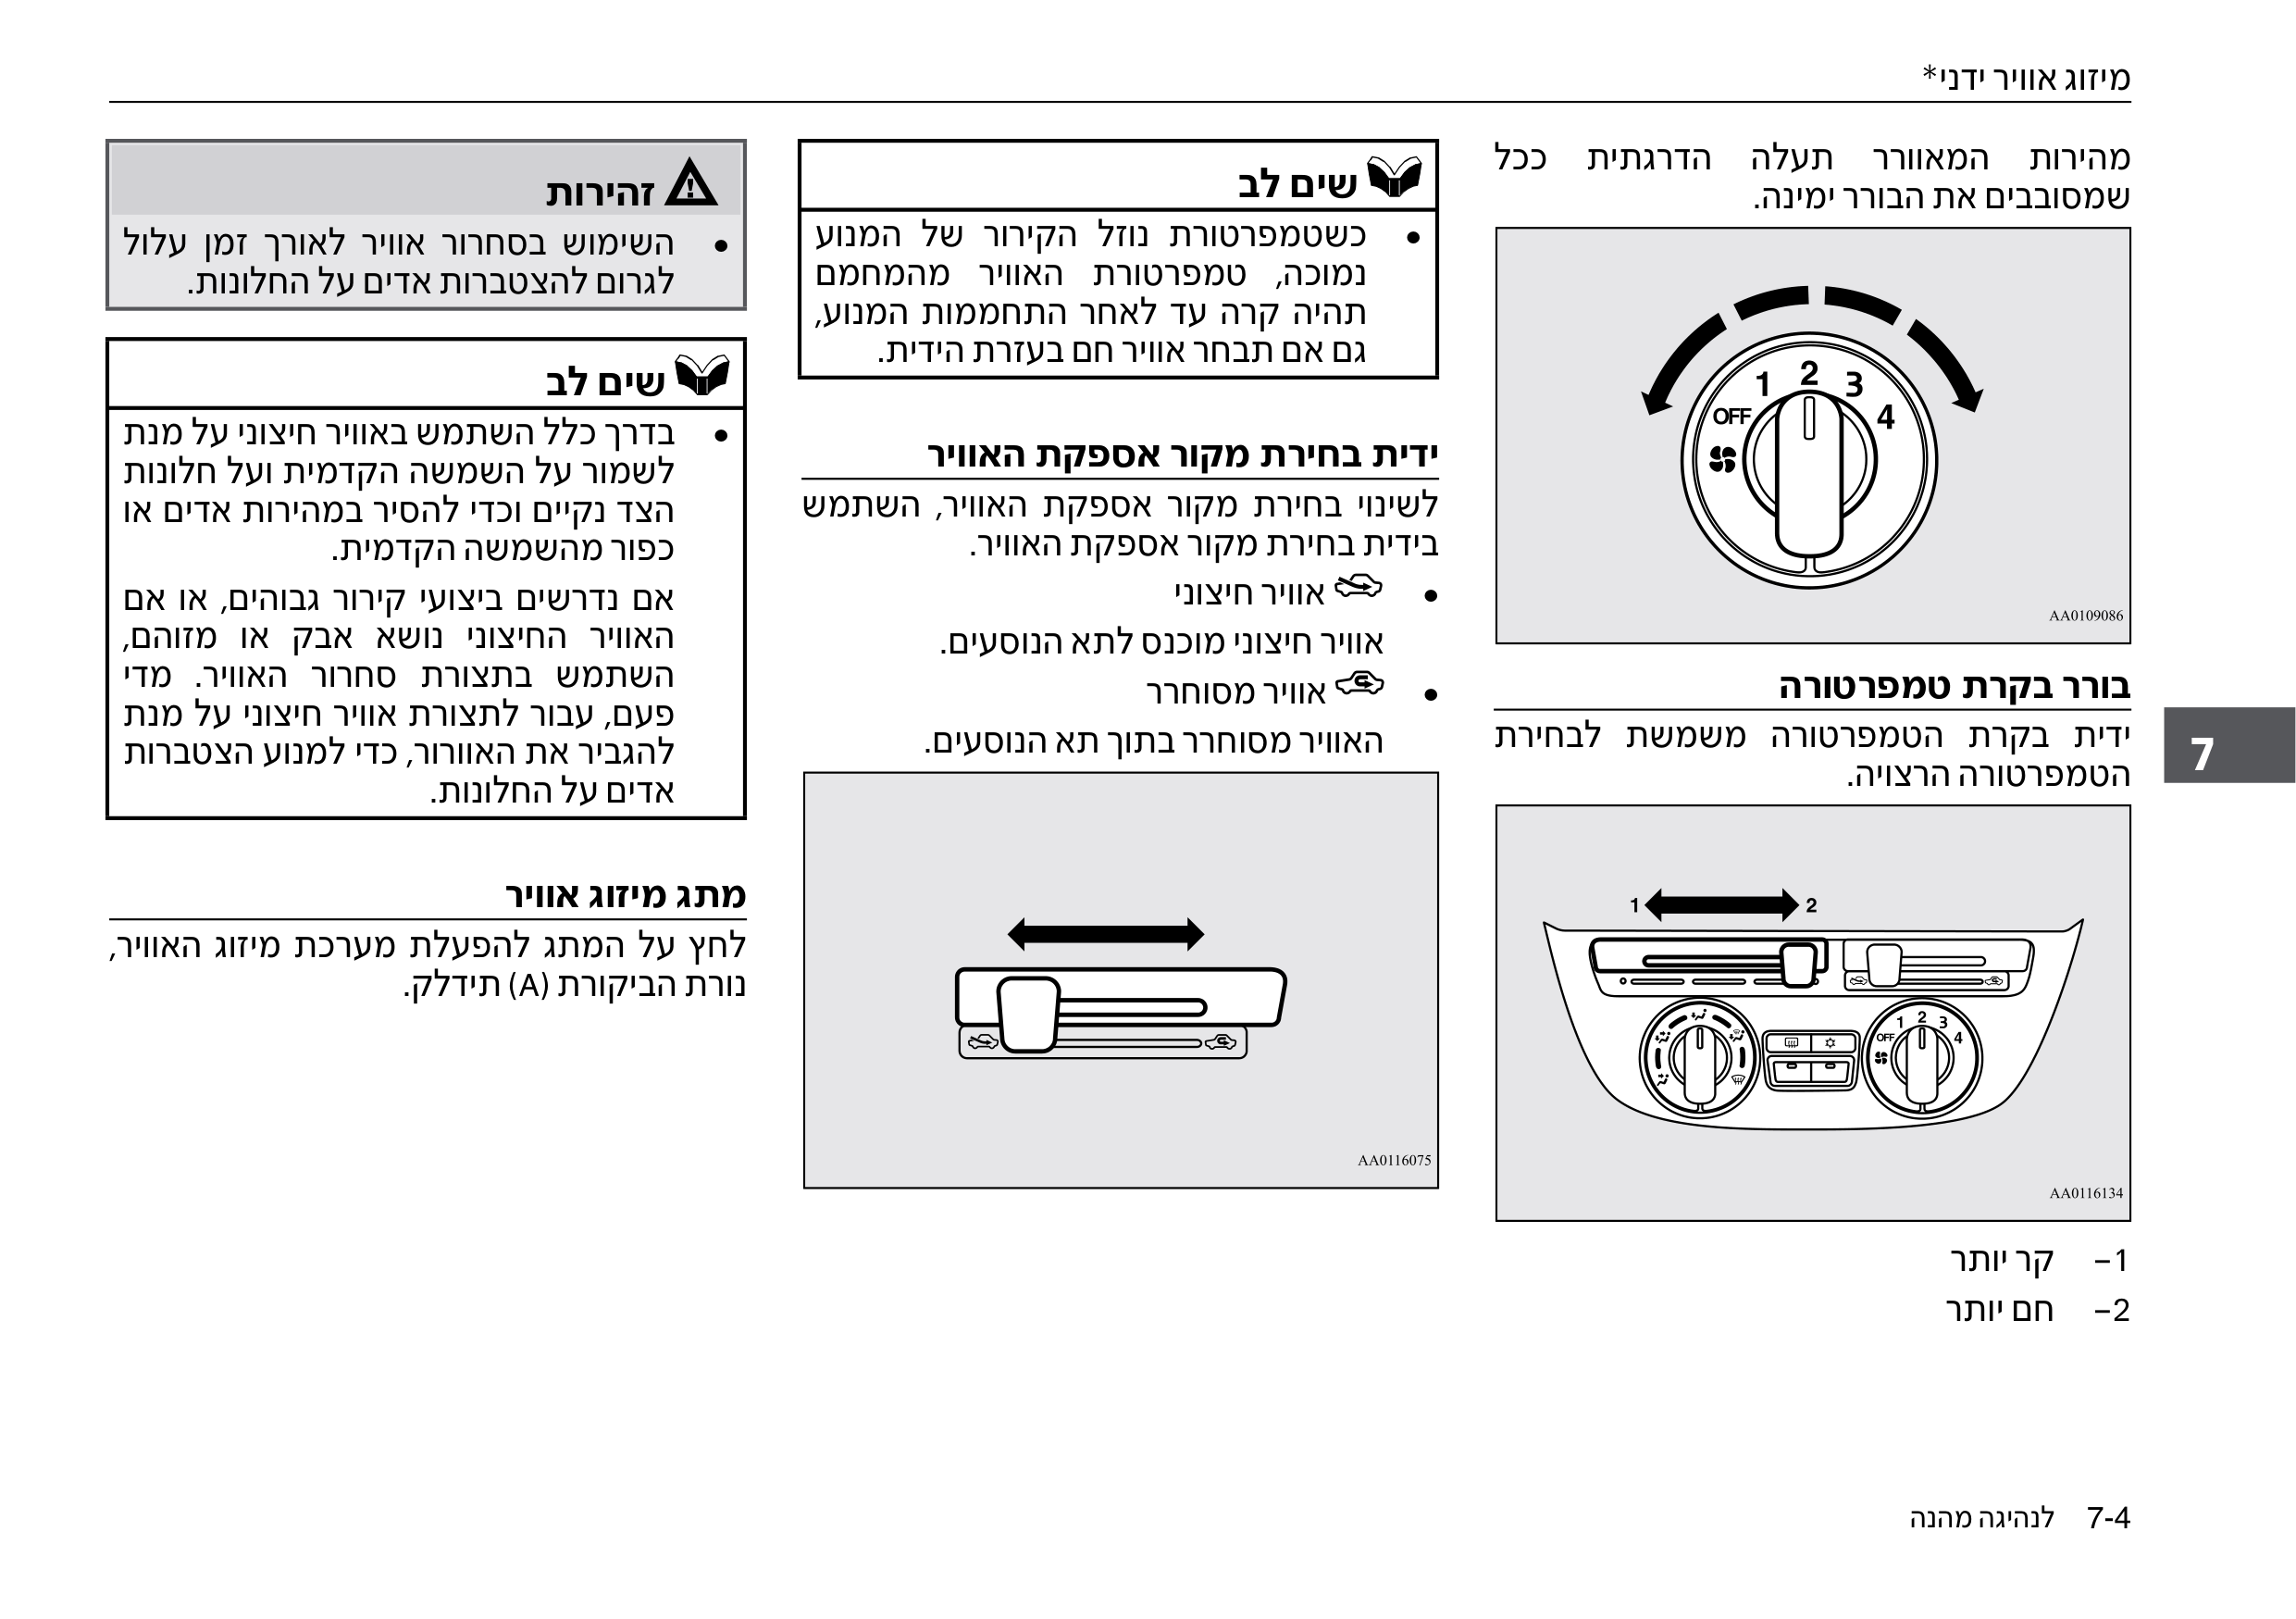 מיזוג אוויר ידני*
מהירות המאוורר תעלה הדרגתית ככל
שמסובבים את הבורר ימינה.
OFF 1 2 3 4
AA0109086
בורר בקרת טמפרטורה
ידית בקרת הטמפרטורה משמשת לבחירת
הטמפרטורה הרצויה.
1 2
OFF 1 2 3 4
AA0116134
1– קר יותר
2– חם יותר
שים לב
• כשטמפרטורת נוזל הקירור של המנוע
נמוכה, טמפרטורת האוויר מהמחמם
תהיה קרה עד לאחר התחממות המנוע,
גם אם תבחר אוויר חם בעזרת הידית.
ידית בחירת מקור אספקת האוויר
לשינוי בחירת מקור אספקת האוויר, השתמש
בידית בחירת מקור אספקת האוויר.
• אוויר חיצוני
אוויר חיצוני מוכנס לתא הנוסעים.
• אוויר מסוחרר
האוויר מסוחרר בתוך תא הנוסעים.
AA0116075
זהירות
• השימוש בסחרור אוויר לאורך זמן עלול
לגרום להצטברות אדים על החלונות.
שים לב
• בדרך כלל השתמש באוויר חיצוני על מנת
לשמור על השמשה הקדמית ועל חלונות
הצד נקיים וכדי להסיר במהירות אדים או
כפור מהשמשה הקדמית.
אם נדרשים ביצועי קירור גבוהים, או אם
האוויר החיצוני נושא אבק או מזוהם,
השתמש בתצורת סחרור האוויר. מדי
פעם, עבור לתצורת אוויר חיצוני על מנת
להגביר את האוורור, כדי למנוע הצטברות
אדים על החלונות.
מתג מיזוג אוויר
לחץ על המתג להפעלת מערכת מיזוג האוויר,
נורת הביקורת (A) תידלק.
7
7-4 לנהיגה מהנה